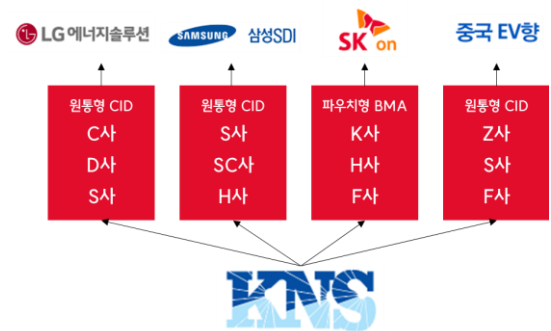 LG에너지솔루션
SAMSUNG 삼성SDI
SK on
중국 EV향
원통형 CID
C사
D사
S사
원통형 CID
S사
SC사
H사
파우치형 BMA
K사
H사
F사
원통형 CID
Z사
S사
F사
KNS